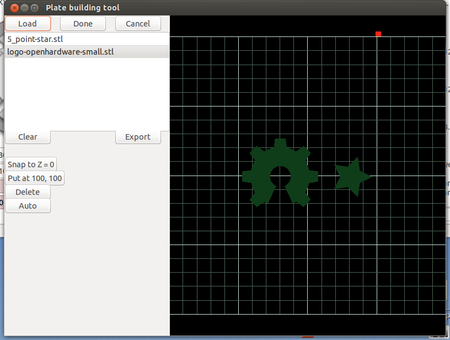 Plate building tool
Load Done Cancel
5_point-star.stl
logo-openhardware-small.stl
Clear Export
Snap to Z = 0
Put at 100, 100
Delete
Auto